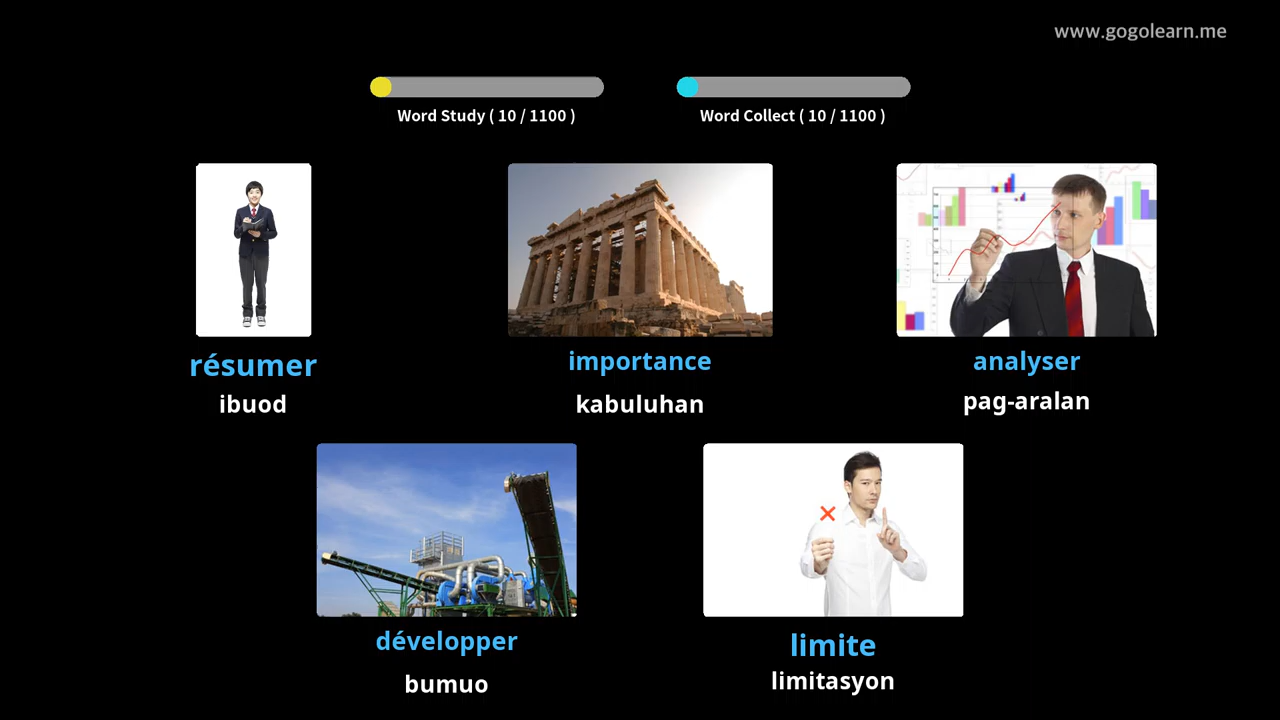 www.gogolearn.me
Word Study ( 10 / 1100 )
Word Collect ( 10 / 1100 )
résumer
ibuod
importance
kabuluhan
analyser
pag-aralan
développer
bumuo
limite
limitasyon